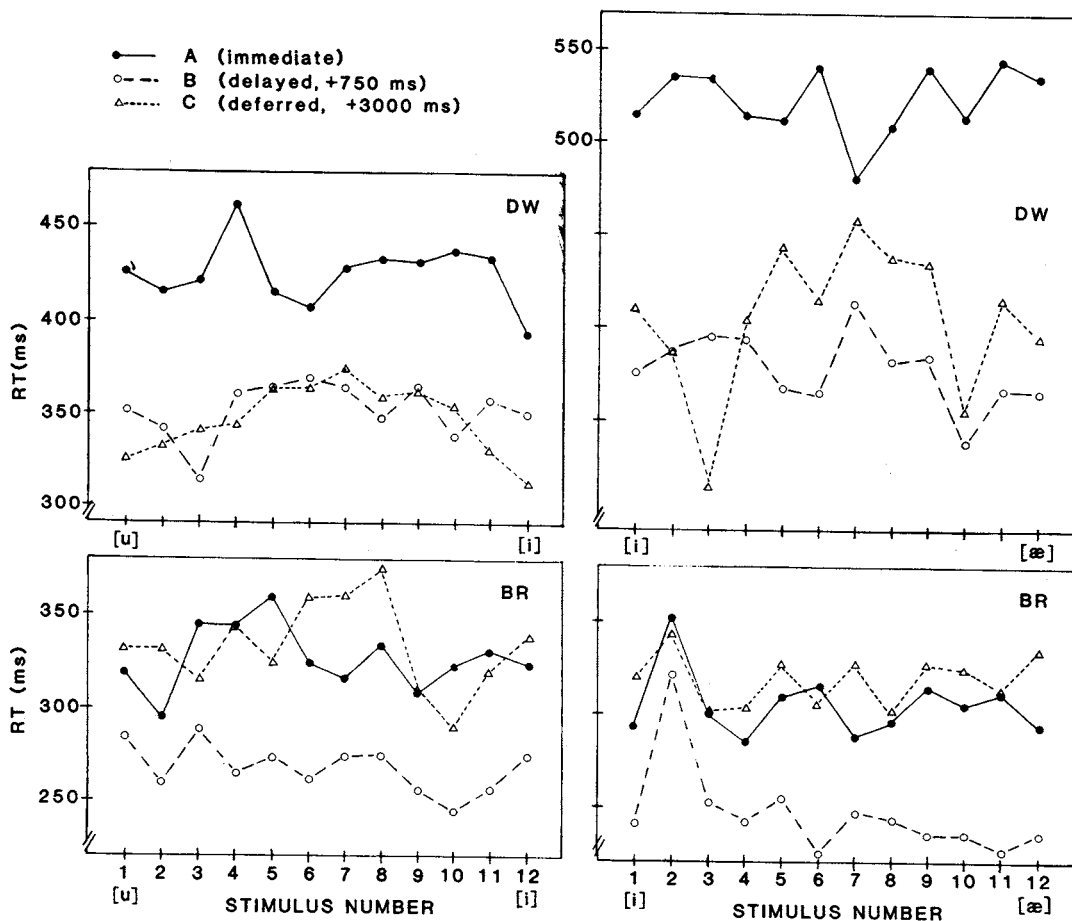 A (immediate)
B (delayed, +750 ms)
C (deferred, +3000 ms)
550
500
DW
450
400
350
300
RT(ms)
[u] [i]
DW
[i] [æ]
BR
350
300
250
RT (ms)
1 2 3 4 5 6 7 8 9 10 11 12
[u] [i]
STIMULUS NUMBER
BR
1 2 3 4 5 6 7 8 9 10 11 12
[i] [æ]
STIMULUS NUMBER